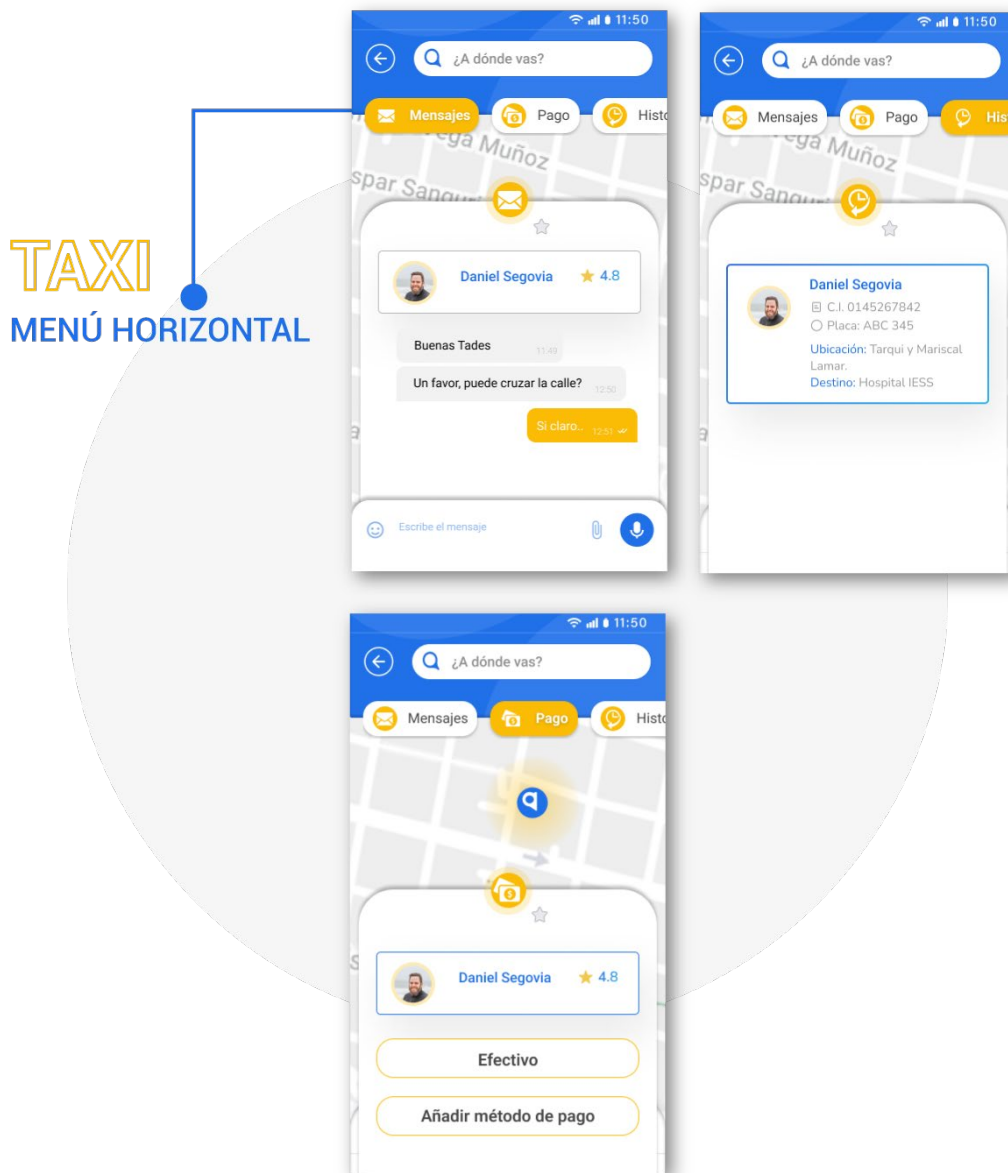 TAXI
MENÚ HORIZONTAL
11:50
¿A dónde vas?
Mensajes
Pago
Histo
Vega Muñoz
spar Sangur
Daniel Segovia
4.8
Buenas Tades
11:49
Un favor, puede cruzar la calle?
12:50
Si claro..
12:51
Escribe el mensaje
11:50
¿A dónde vas?
Mensajes
Pago
His
ega Muñoz
spar Sangur
Daniel Segovia
C.I. 0145267842
Placa: ABC 345
Ubicación: Tarqui y Mariscal
Lamar.
Destino: Hospital IESS
11:50
¿A dónde vas?
Mensajes
Pago
Histo
Daniel Segovia
4.8
Efectivo
Añadir método de pago